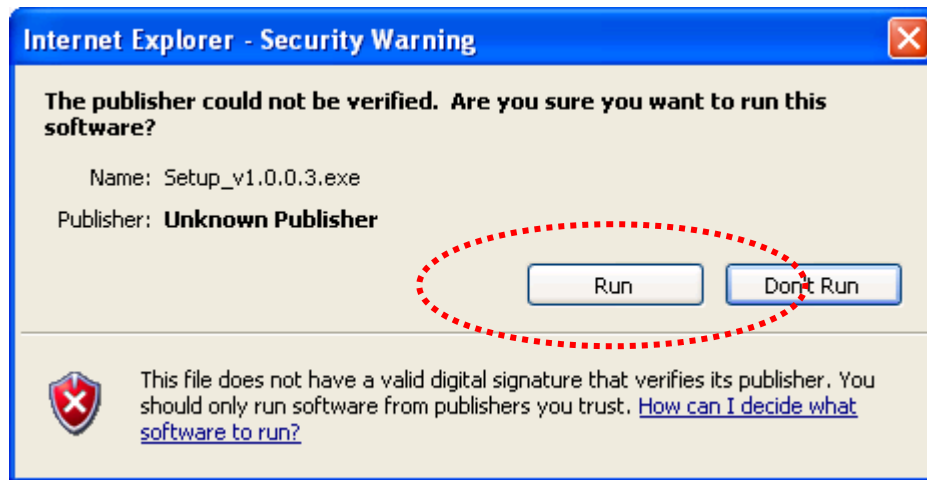 Internet Explorer - Security Warning
The publisher could not be verified. Are you sure you want to run this
software?
Name: Setup_v1.0.0.3.exe
Publisher: Unknown Publisher
Run Don't Run
This file does not have a valid digital signature that verifies its publisher. You
should only run software from publishers you trust. How can I decide what
software to run?